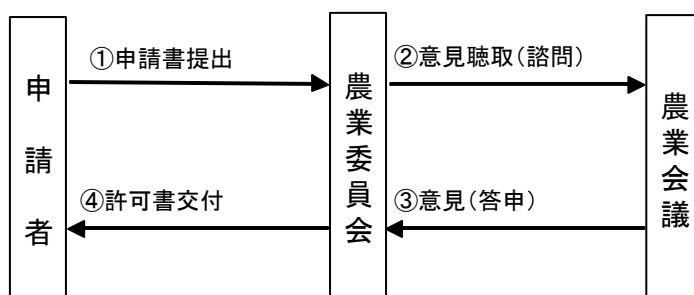 申請者
①申請書提出
④許可書交付
農業委員会
②意見聴取(諮問)
③意見(答申)
農業会議